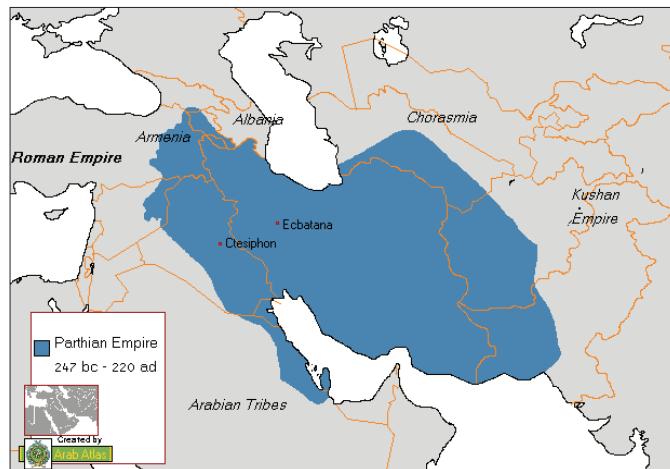 Albania
Chorasmia
Armenia
Roman Empire
Kushan
Empire
Ecbatana
Ctesiphon
Parthian Empire
247 bc - 220 ad
Arabian Tribes
Created by
Arab Atlas